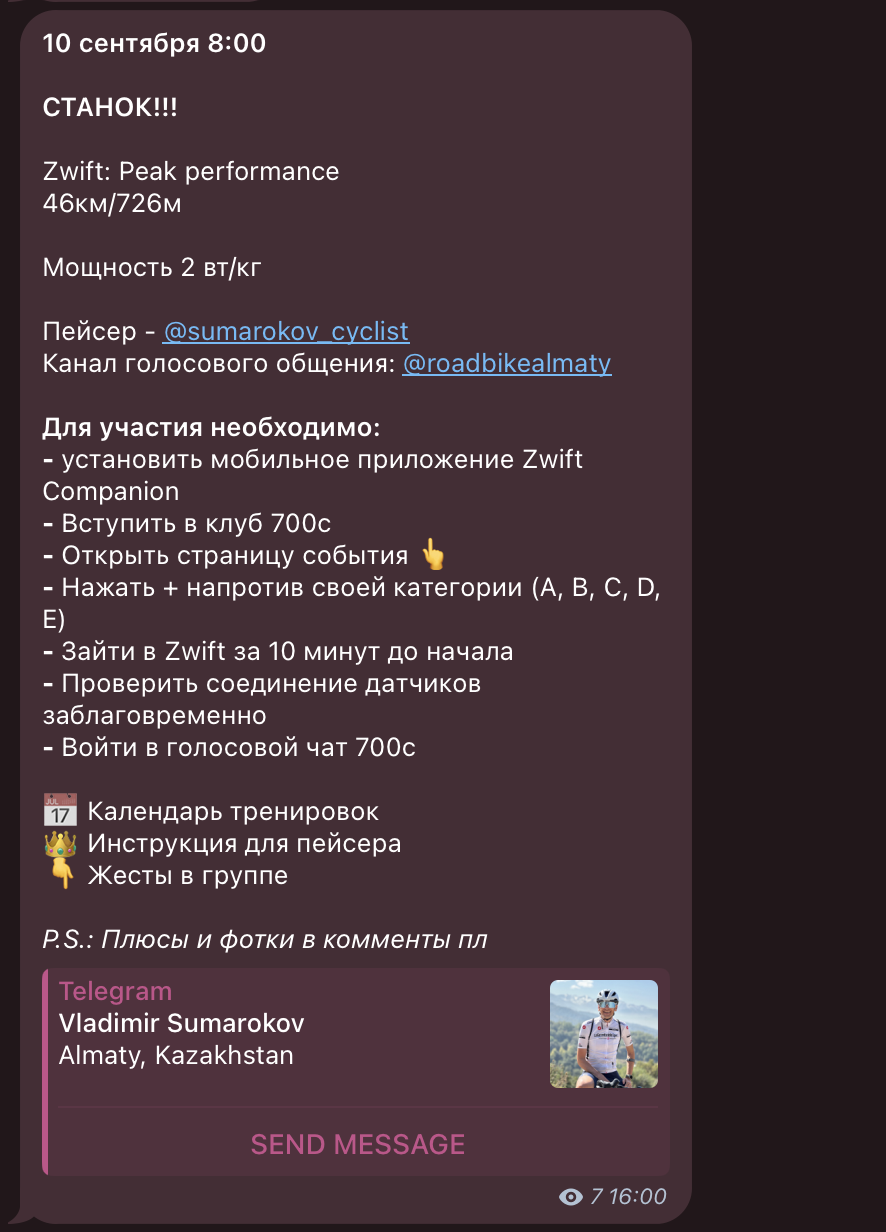 10 сентября 8:00
СТАНОК!!!
Zwift: Peak performance
46км/726м
Мощность 2 вт/кг
Пейсер - @sumarokov_cyclist
Канал голосового общения: @roadbikealmaty
Для участия необходимо:
- установить мобильное приложение Zwift
Companion
- Вступить в клуб 700c
- Открыть страницу события 👆
- Нажать + напротив своей категории (A, B, C, D,
E)
- Зайти в Zwift за 10 минут до начала
- Проверить соединение датчиков
заблаговременно
- Войти в голосовой чат 700c
📅 Календарь тренировок
👑 Инструкция для пейсера
👇 Жесты в группе
P.S.: Плюсы и фотки в комменты пл
Telegram
Vladimir Sumarokov
Almaty, Kazakhstan
SEND MESSAGE
7 16:00